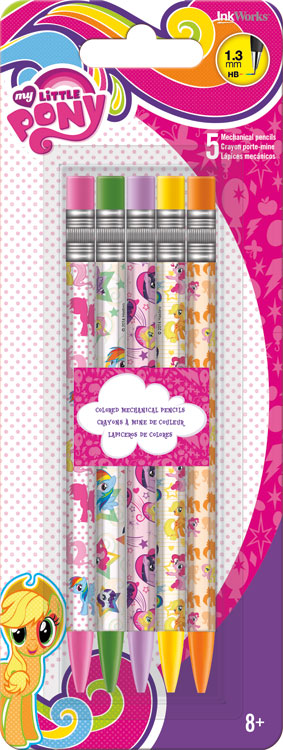 InkWorks™
1.3
mm
HB
my
LITTLE
PONY
5 Mechanical pencils
Crayon porte-mine
Lápices mecánicos
COLORED MECHANICAL PENCILS
CRAYONS À MINE DE COULEUR
LAPICEROS DE COLORES
8+